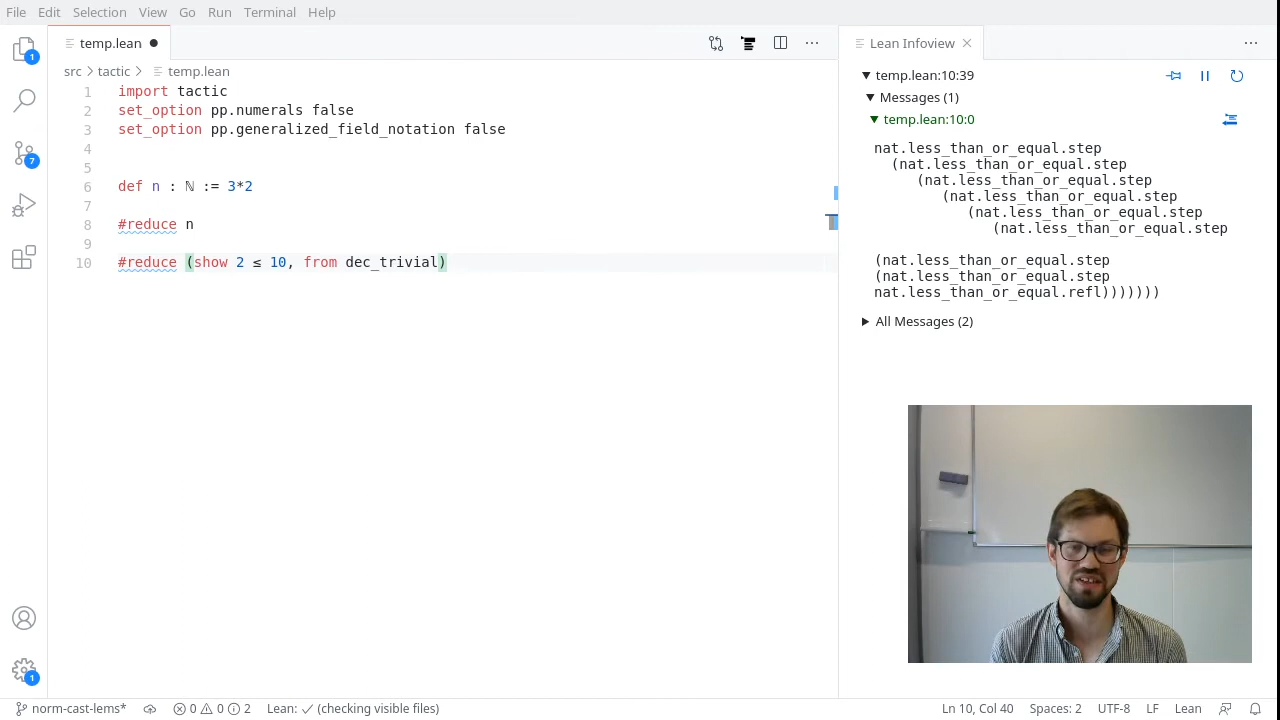 File Edit Selection View Go Run Terminal Help
temp.lean
Lean Infoview
src tactic temp.lean
1 import tactic
2 set_option pp.numerals false
3 set_option pp.generalized_field_notation false
4
5
6 def n : ℕ := 3*2
7
8 #reduce n
9
10 #reduce (show 2 ≤ 10, from dec_trivial)
temp.lean:10:39
Messages (1)
temp.lean:10:0
nat.less_than_or_equal.step
(nat.less_than_or_equal.step
(nat.less_than_or_equal.step
(nat.less_than_or_equal.step
(nat.less_than_or_equal.step
(nat.less_than_or_equal.step
(nat.less_than_or_equal.step
(nat.less_than_or_equal.step
nat.less_than_or_equal.refl)))))))
All Messages (2)
1
7
1
norm-cast-lems* 0 0 2 Lean: ✓ (checking visible files) Ln 10, Col 40 Spaces: 2 UTF-8 LF Lean